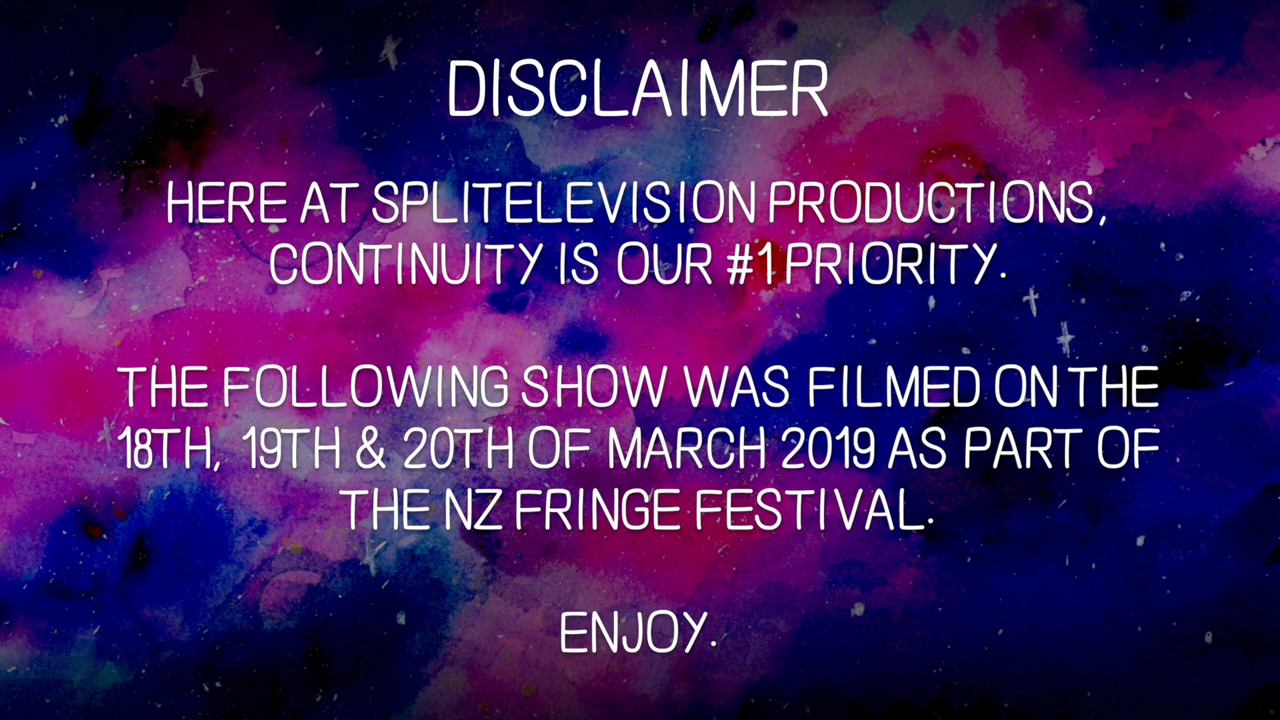 DISCLAIMER
HERE AT SPLITELEVISION PRODUCTIONS,
CONTINUITY IS OUR #1 PRIORITY.
THE FOLLOWING SHOW WAS FILMED ON THE
18TH, 19TH & 20TH OF MARCH 2019 AS PART OF
THE NZ FRINGE FESTIVAL.
ENJOY.